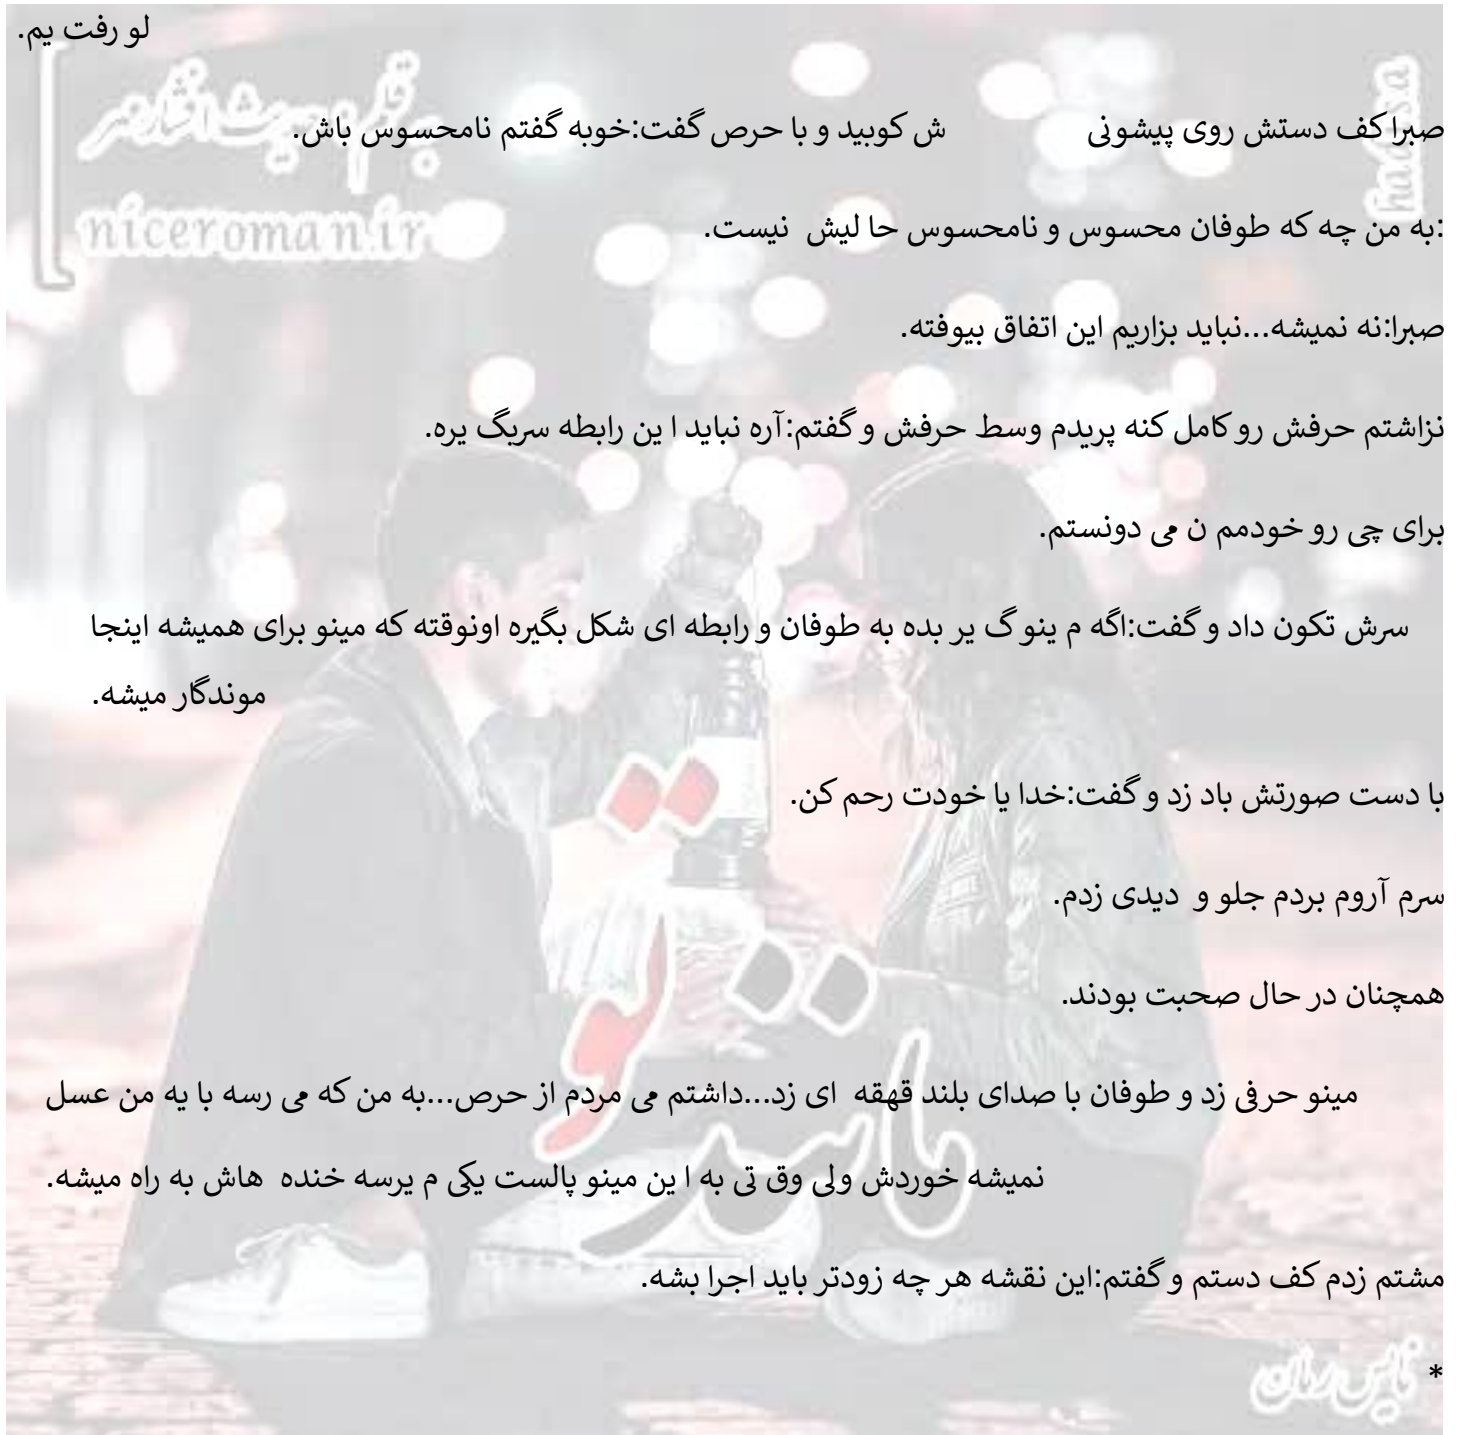 لو رفت یم.
صبرا کف دستش روی پیشونی ش کوبید و با حرص گفت:خوبه گفتم نامحسوس باش.
niceroman.ir
hadisa
:به من چه که طوفان محسوس و نامحسوس حا لیش نیست.
صبرا:نه نمیشه...نباید بزاریم این اتفاق بیوفته.
نزاشتم حرفش رو کامل کنه پریدم وسط حرفش و گفتم:آره نباید ا ین رابطه سربگ یره.
برای چی رو خودمم ن می دونستم.
سرش تکون داد و گفت:اگه م ینو گ یر بده به طوفان و رابطه ای شکل بگیره اونوقته که مینو برای همیشه اینجا
موندگار میشه.
با دست صورتش باد زد و گفت:خدا یا خودت رحم کن.
سرم آروم بردم جلو و دیدی زدم.
همچنان در حال صحبت بودند.
مینو حرفی زد و طوفان با صدای بلند قهقه ای زد...داشتم می مردم از حرص...به من که می رسه با یه من عسل
نمیشه خوردش ولی وق تی به ا ین مینو پالست یکی م یرسه خنده هاش به راه میشه.
مانند تو
مشتم زدم کف دستم و گفتم:این نقشه هر چه زودتر باید اجرا بشه.
*
نایس رمان